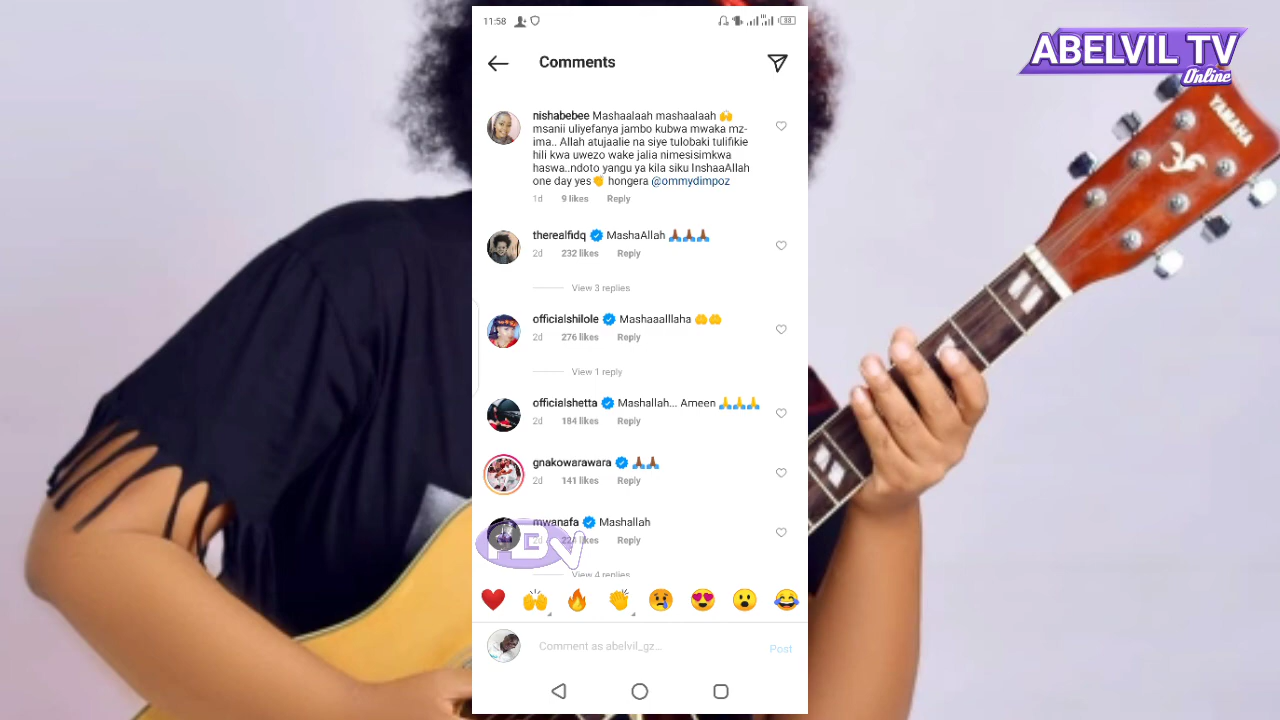 11:58
88
ABELVIL TV
Online
YAMAHA
Comments
nishabebee Mashaalaah mashaalaah 🙌
msanii uliyefanya jambo kubwa mwaka mz-
ima.. Allah atujaalie na siye tulobaki tulifikie
hili kwa uwezo wake jalia nimesisimkwa
haswa..ndoto yangu ya kila siku InshaaAllah
one day yes👏 hongera @ommydimpoz
1d 9 likes Reply
therealfidq MashaAllah 🙏🏾🙏🏾🙏🏾
2d 232 likes Reply
View 3 replies
officialshilole Mashaaalllaha 🤲🤲
2d 276 likes Reply
View 1 reply
officialshetta Mashallah... Ameen 🙏🙏🙏
2d 184 likes Reply
gnakowarawara 🙏🏾🙏🏾
2d 141 likes Reply
mwanafa Mashallah
2d 224 likes Reply
View 4 replies
❤️ 🙌 🔥 👏 😢 😍 😮 😂
Comment as abelvil_gz...
Post